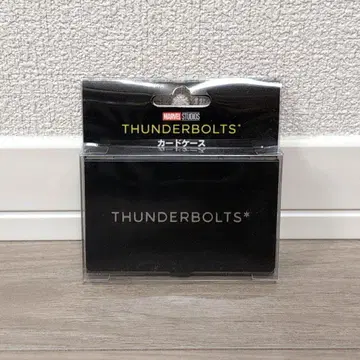 MARVEL STUDIOS
THUNDERBOLTS*
カードケース
THUNDERBOLTS*